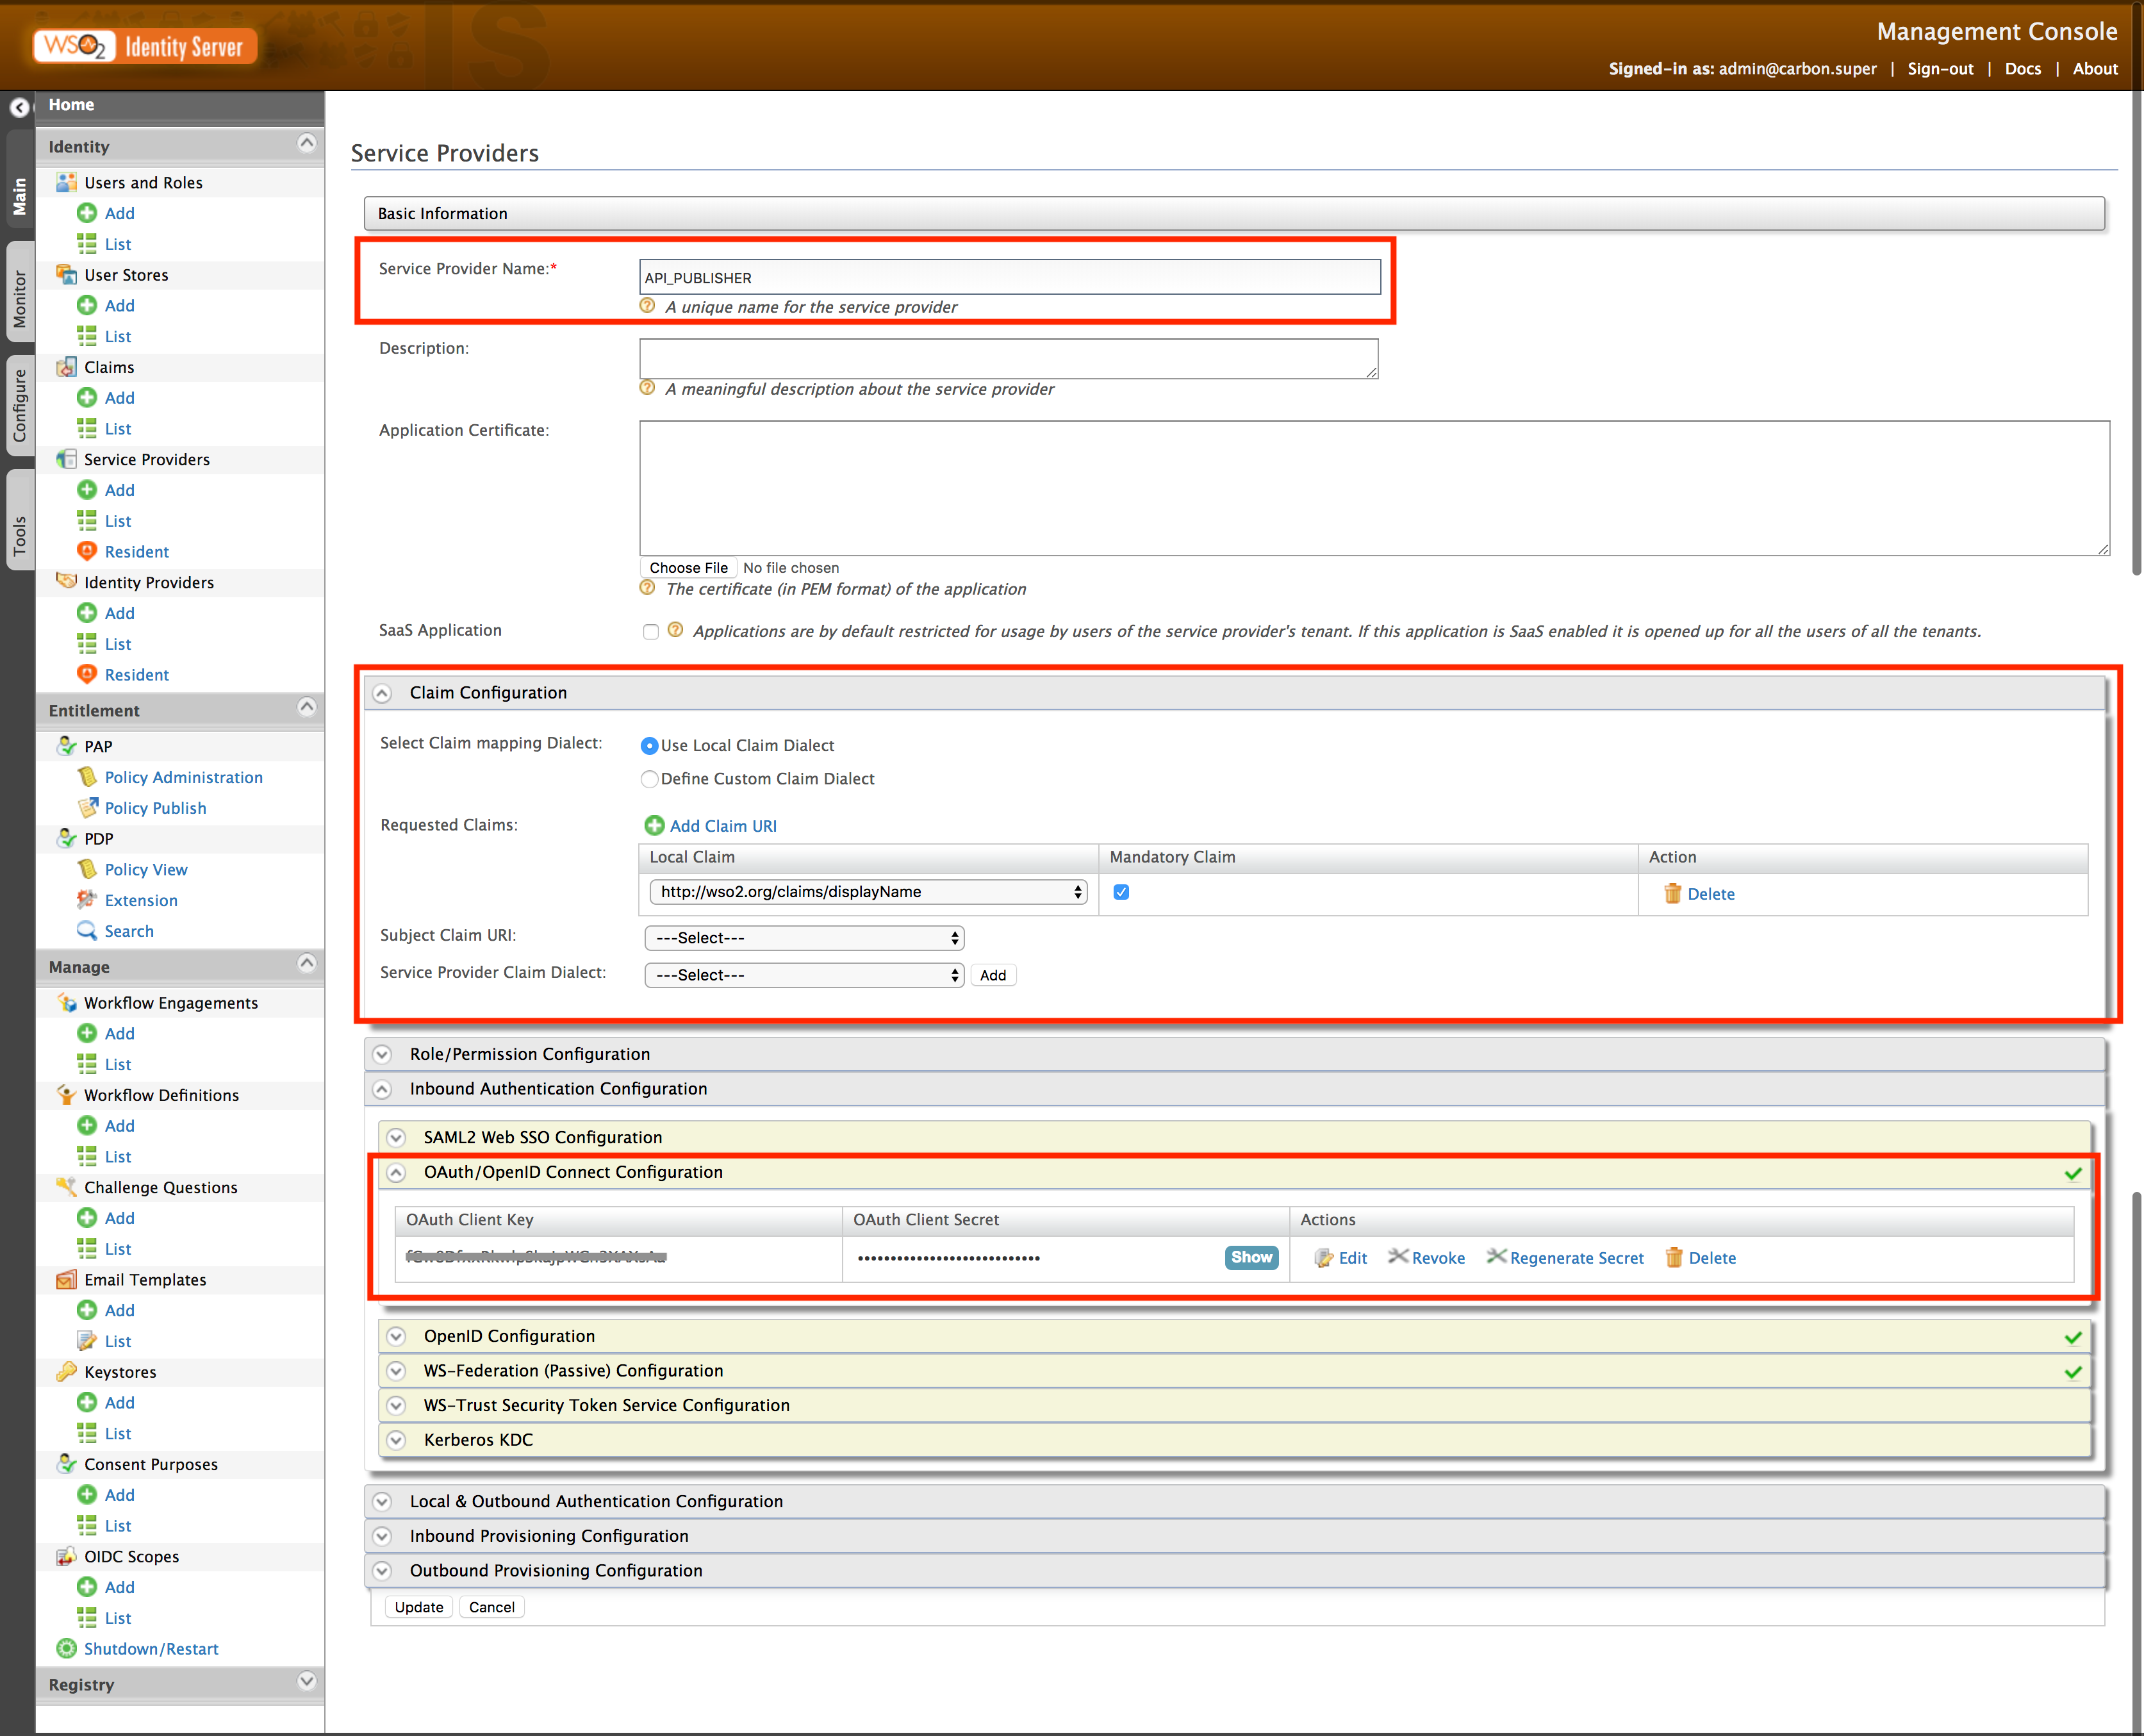 WSO2 Identity Server
Management Console
Signed-in as: admin@carbon.super | Sign-out | Docs | About
Main
Monitor
Configure
Tools
Home
Identity
Users and Roles
Add
List
User Stores
Add
List
Claims
Add
List
Service Providers
Add
List
Resident
Identity Providers
Add
List
Resident
Entitlement
PAP
Policy Administration
Policy Publish
PDP
Policy View
Extension
Search
Manage
Workflow Engagements
Add
List
Workflow Definitions
Add
List
Challenge Questions
Add
List
Email Templates
Add
List
Keystores
Add
List
Consent Purposes
Add
List
OIDC Scopes
Add
List
Shutdown/Restart
Registry
Service Providers
Basic Information
Service Provider Name:*
API_PUBLISHER
A unique name for the service provider
Description:
A meaningful description about the service provider
Application Certificate:
Choose File No file chosen
The certificate (in PEM format) of the application
SaaS Application
Applications are by default restricted for usage by users of the service provider's tenant. If this application is SaaS enabled it is opened up for all the users of all the tenants.
Claim Configuration
Select Claim mapping Dialect:
Use Local Claim Dialect
Define Custom Claim Dialect
Requested Claims:
Add Claim URI
Local Claim Mandatory Claim Action
http://wso2.org/claims/displayName Delete
Subject Claim URI: ---Select---
Service Provider Claim Dialect: ---Select--- Add
Role/Permission Configuration
Inbound Authentication Configuration
SAML2 Web SSO Configuration
OAuth/OpenID Connect Configuration
OAuth Client Key OAuth Client Secret Actions
•••••••••••••••••••••••••••• Show Edit Revoke Regenerate Secret Delete
OpenID Configuration
WS-Federation (Passive) Configuration
WS-Trust Security Token Service Configuration
Kerberos KDC
Local & Outbound Authentication Configuration
Inbound Provisioning Configuration
Outbound Provisioning Configuration
Update Cancel